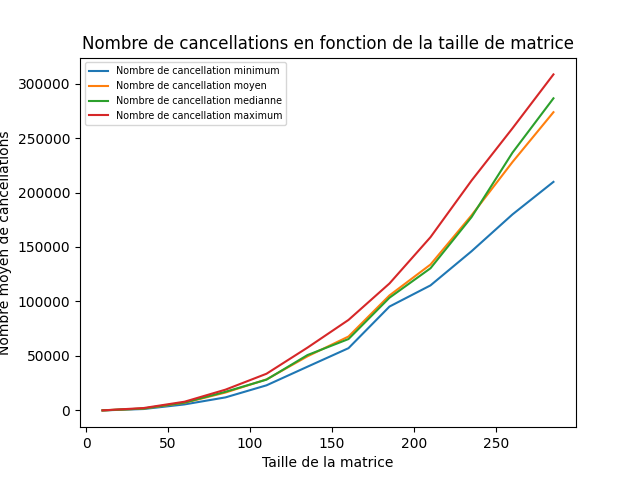 Nombre de cancellations en fonction de la taille de matrice
Nombre de cancellation minimum
Nombre de cancellation moyen
Nombre de cancellation medianne
Nombre de cancellation maximum
300000
250000
200000
150000
100000
50000
0
Nombre moyen de cancellations
0 50 100 150 200 250
Taille de la matrice